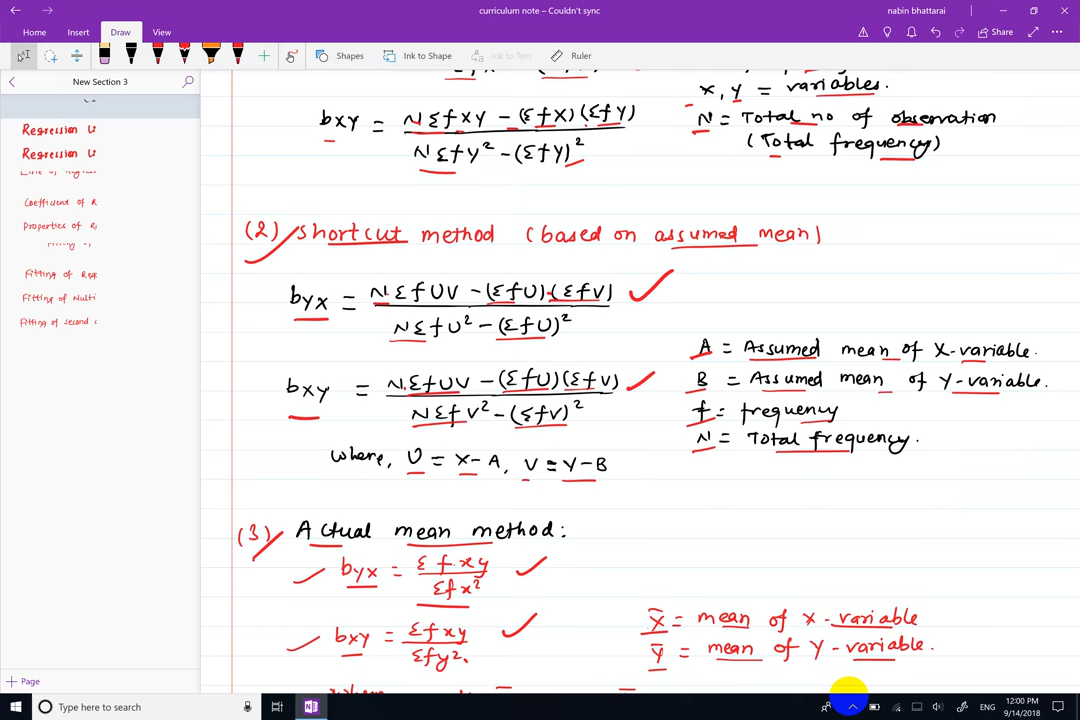 curriculum note – Couldn't sync
nabin bhattarai
Home Insert Draw View
Share
Shapes Ink to Shape Ink to Text Ruler
New Section 3
Regression
Regression
Coefficient of R
Properties of
Fitting of
Fitting of Reg
Fitting of Multi
Fitting of second
Page
x, y = variables.
N = Total no of obseration
(Total frequency)
bxy = NΣfXY - (Σfx)(Σfy) / NΣfy² - (Σfy)²
(2) shortcut method (based on assumed mean)
byx = NΣfUV - (ΣfU)(ΣfV) / NΣfU² - (ΣfU)²
bxy = NΣfUV - (ΣfU)(ΣfV) / NΣfV² - (ΣfV)²
where, U = X-A, V = Y-B
A = Assumed mean of X-variable.
B = Assumed mean of Y-variable.
f = frequency
N = Total frequency.
(3) Actual mean method:
byx = Σf.xy / Σfx²
bxy = Σfxy / Σfy²
X̄ = mean of x-variable
Ȳ = mean of Y-variable.
Type here to search
ENG
12:00 PM
9/14/2018